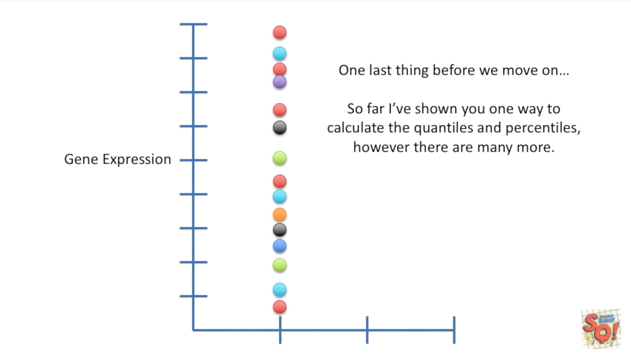 One last thing before we move on...
So far I've shown you one way to
calculate the quantiles and percentiles,
however there are many more.
Gene Expression
SQ!